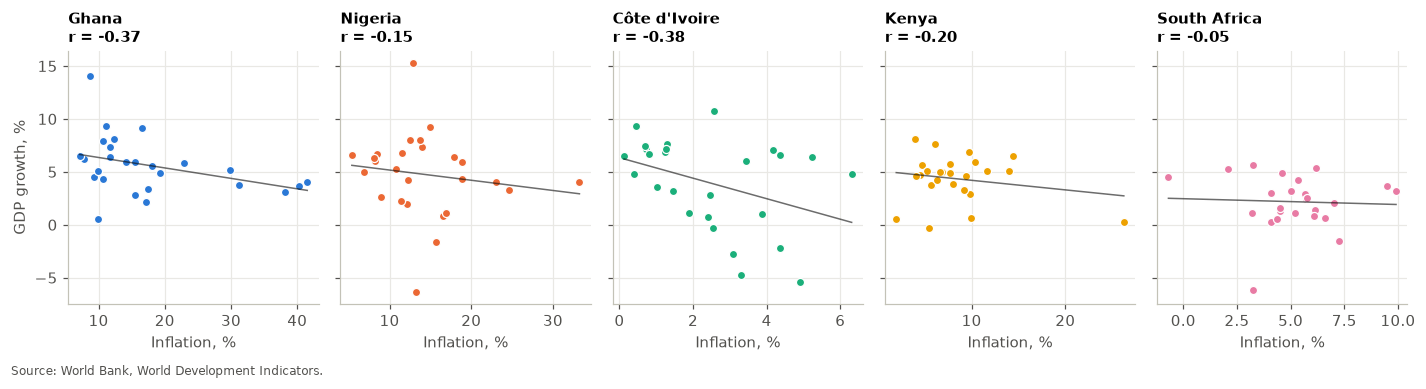 Ghana
r = -0.37
Nigeria
r = -0.15
Côte d'Ivoire
r = -0.38
Kenya
r = -0.20
South Africa
r = -0.05
GDP growth, %
15
10
5
0
−5
10 20 30 40
10 20 30
0 2 4 6
10 20
0.0 2.5 5.0 7.5 10.0
Inflation, %
Inflation, %
Inflation, %
Inflation, %
Inflation, %
Source: World Bank, World Development Indicators.